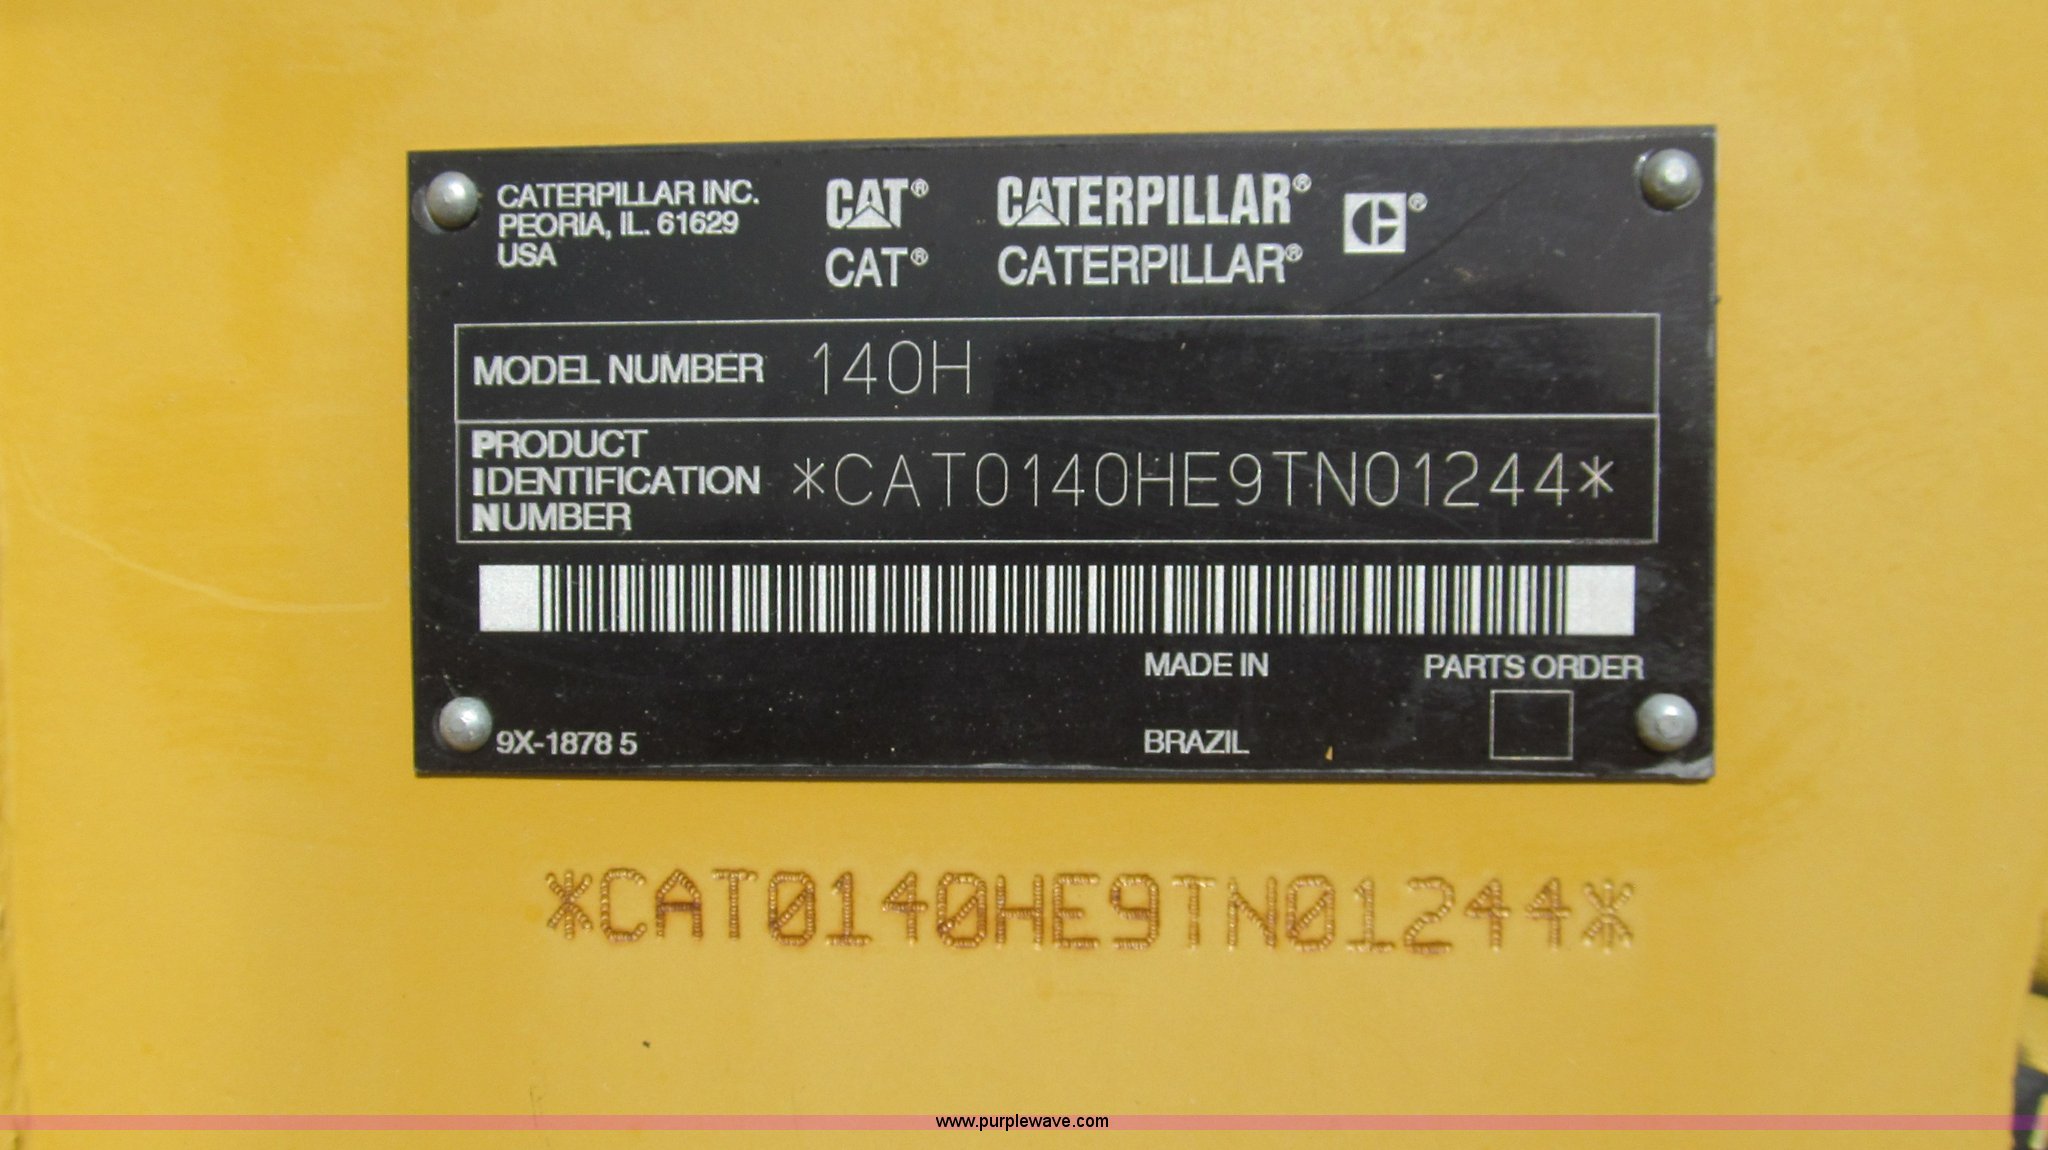 CATERPILLAR INC.
PEORIA, IL. 61629
USA
CAT® CATERPILLAR® ®
CAT® CATERPILLAR®
MODEL NUMBER 140H
PRODUCT
IDENTIFICATION
NUMBER
*CAT0140HE9TN01244*
MADE IN
BRAZIL
PARTS ORDER
9X-1878 5
*CAT0140HE9TN01244*
www.purplewave.com